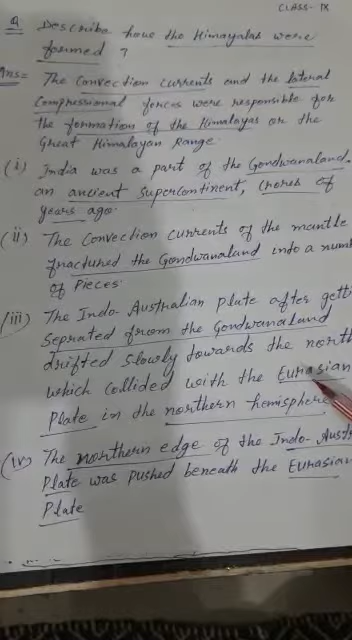 CLASS- IX
Q Describe how the Himayalas were
formed ?
Ans= The Convection currents and the lateral
Compressional forces were responsible for
the formation of the Himalayas or the
Great Himalayan Range.
(i) India was a part of the Gondwanaland.
an ancient Supercontinent, Crores of
years ago.
(ii) The Convection currents of the mantle
fractured the Gondwanaland into a num
of Pieces.
(iii) The Indo- Australian plate after getti
Seprated from the Gondwanaland
drifted slowly towards the north
which collided with the Eurasian
Plate in the northern hemisphere
(iv) The northern edge of the Indo- Aust
Plate was pushed beneath the Eurasian
Plate